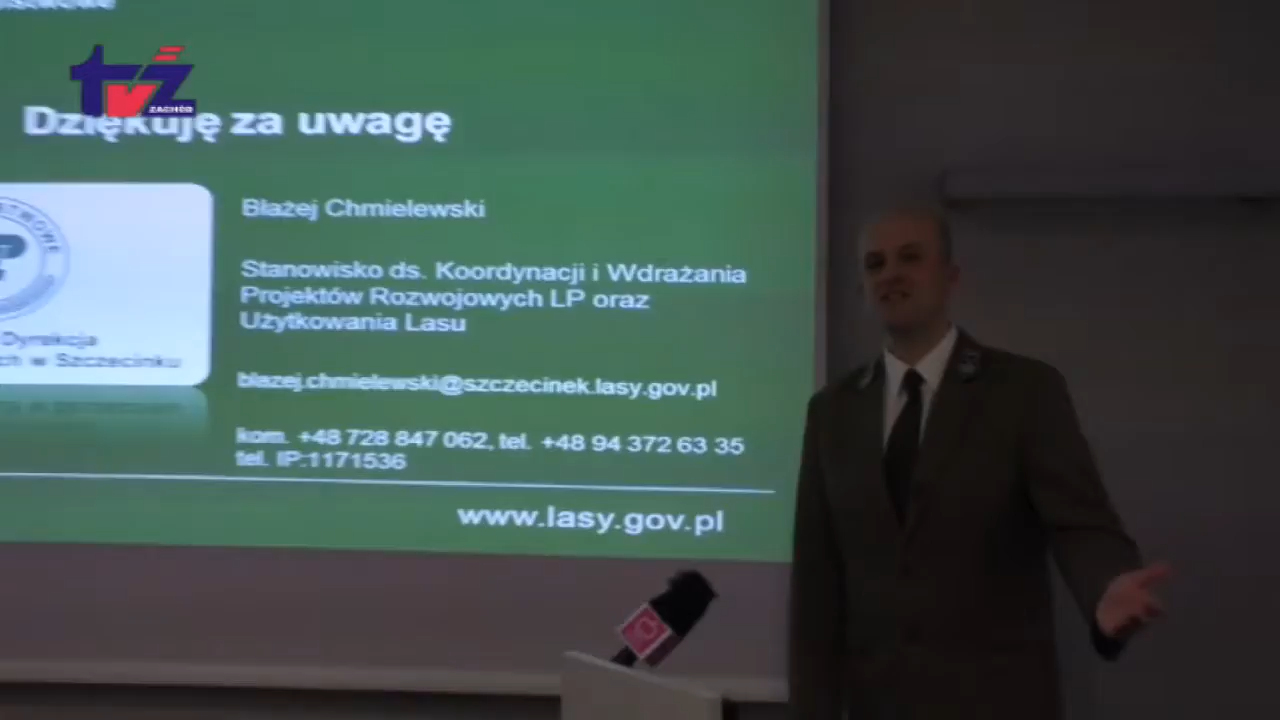 tvZ
ZACHÓD
Dziękuję za uwagę
Błażej Chmielewski
Stanowisko ds. Koordynacji i Wdrażania
Projektów Rozwojowych LP oraz
Użytkowania Lasu
Dyrekcja
w Szczecinku
blazej.chmielewski@szczecinek.lasy.gov.pl
kom. +48 728 847 062, tel. +48 94 372 63 35
tel. IP:1171536
www.lasy.gov.pl